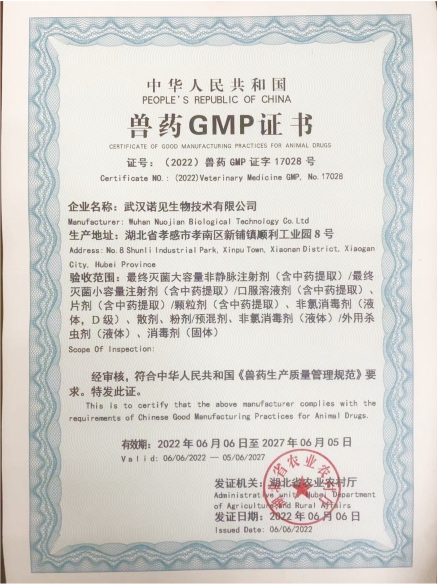 中华人民共和国
PEOPLE'S REPUBLIC OF CHINA
兽药GMP证书
CERTIFICATE OF GOOD MANUFACTURING PRACTICES FOR ANIMAL DRUGS
证号：（2022）兽药 GMP 证字 17028 号
Certificate NO.: (2022)Veterinary Medicine GMP, No.17028
企业名称：武汉诺见生物技术有限公司
Manufacturer: Wuhan Nuojian Biological Technology Co.Ltd
生产地址：湖北省孝感市孝南区新铺镇顺利工业园 8 号
Address: No.8 Shunli Industrial Park, Xinpu Town, Xiaonan District, Xiaogan
City, Hubei Province
验收范围：最终灭菌大容量非静脉注射剂（含中药提取）/最终
灭菌小容量注射剂（含中药提取）/口服溶液剂（含中药提取）、
片剂（含中药提取）/颗粒剂（含中药提取）、非氯消毒剂（液
体，D 级）、散剂、粉剂/预混剂、非氯消毒剂（液体）/外用杀
虫剂（液体）、消毒剂（固体）
Scope Of Inspection:
经审核，符合中华人民共和国《兽药生产质量管理规范》要
求。特发此证。
This is to certify that the above manufacturer complies with the
requirements of Chinese Good Manufacturing Practices for Animal Drugs.
有效期：2022 年 06 月 06 日至 2027 年 06 月 05 日
Valid: 06/06/2022 — 05/06/2027
发证机关：湖北省农业农村厅
Administrative unit: Hubei Department
of Agriculture and Rural Affairs
发证日期：2022 年 06 月 06 日
Issued Date: 06/06/2022
湖北省农业农村厅